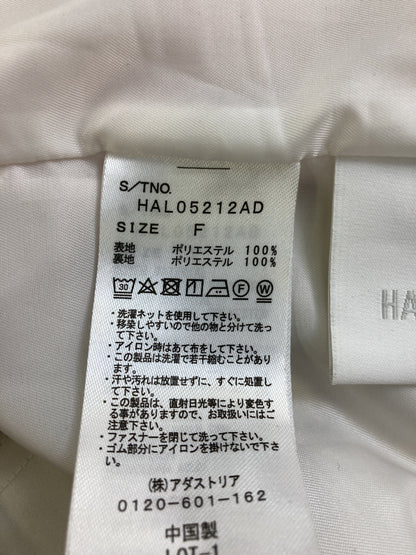 S/TNO.
HAL05212AD
SIZE F
表地 ポリエステル 100%
裏地 ポリエステル 100%
30 F W
・洗濯ネットを使用して下さい。
・移染しやすいので他の物と分けて洗っ
て下さい。
・アイロン時はあて布をして下さい。
・この製品は洗濯で若干縮むことがあり
ます。
・汗や汚れは放置せずに、すぐに処置し
て下さい。
・この製品は、直射日光等により変色す
る事がありますので、お取扱いにはご
注意下さい。
・ファスナーを閉じて洗って下さい。
・ゴム部分にアイロンを掛けないで下さ
い。
(株)アダストリア
0120-601-162
中国製
LOT-1
HA